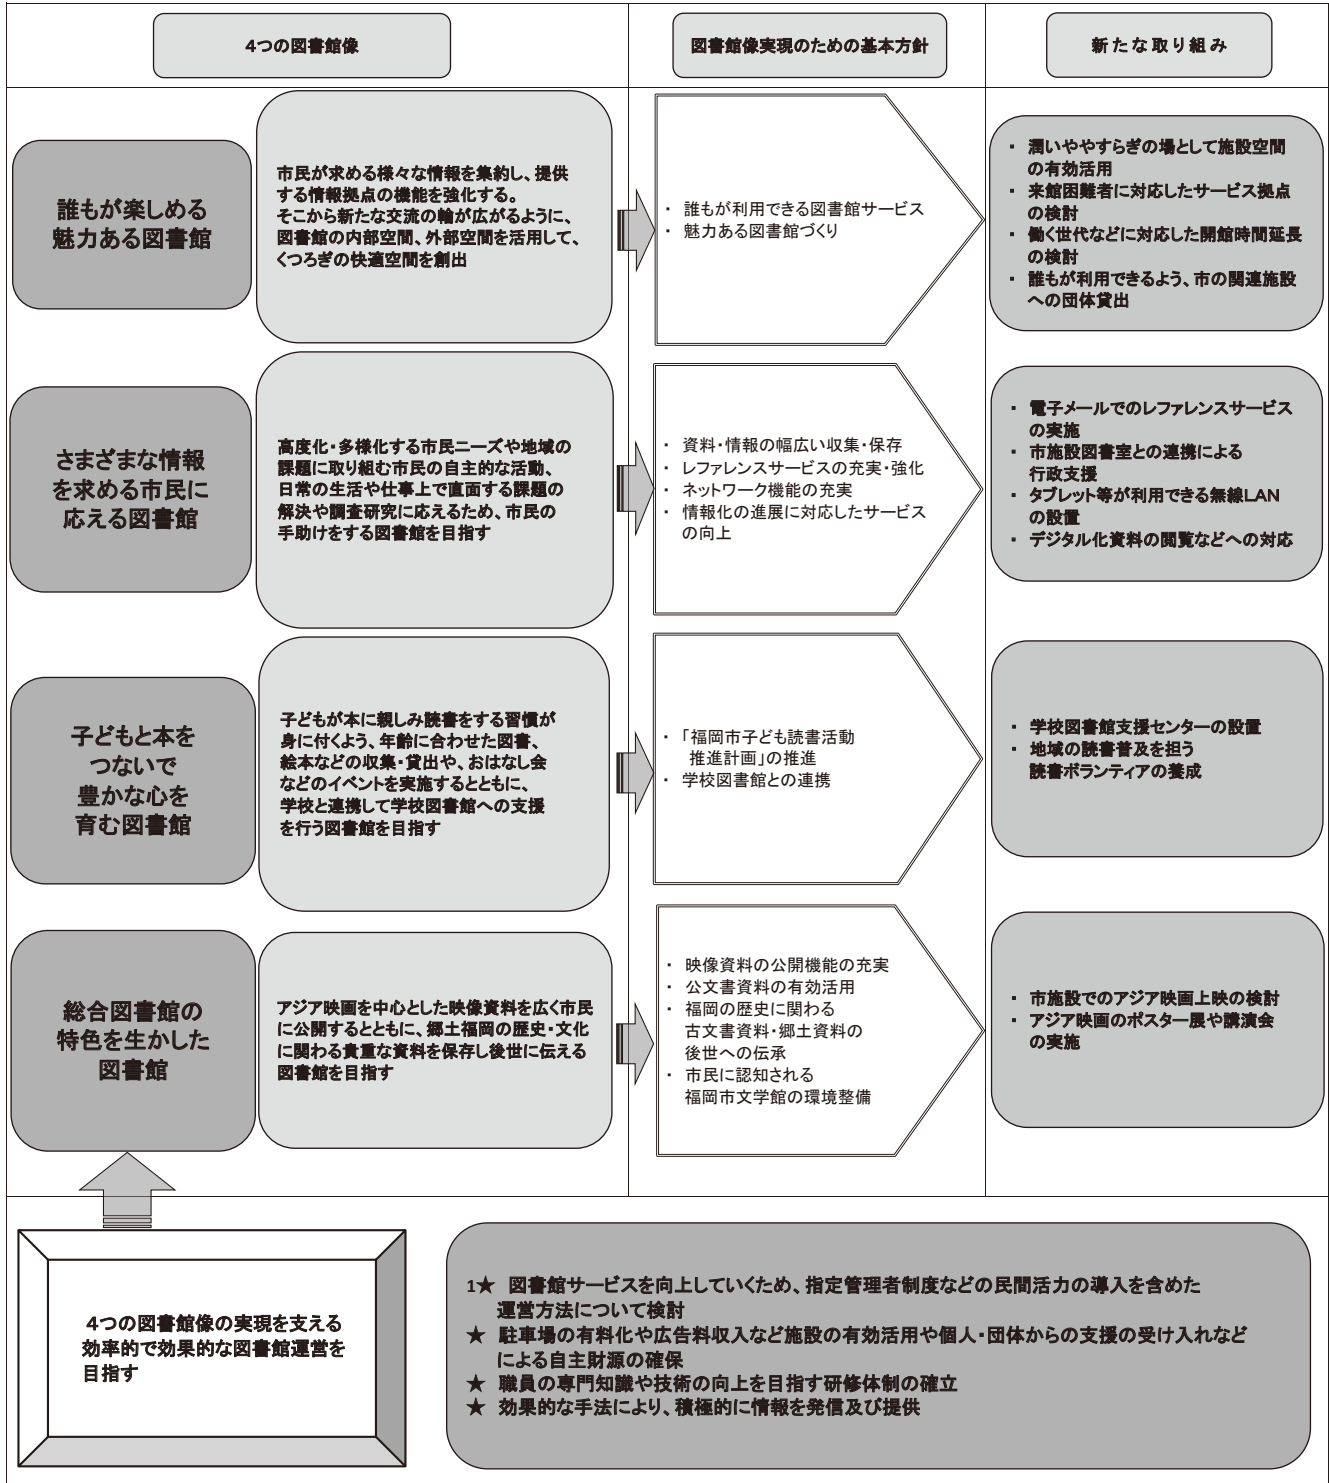 ４つの図書館像
図書館像実現のための基本方針
新たな取り組み
誰もが楽しめる
魅力ある図書館
市民が求める様々な情報を集約し、提供
する情報拠点の機能を強化する。
そこから新たな交流の輪が広がるように、
図書館の内部空間、外部空間を活用して、
くつろぎの快適空間を創出
・ 誰もが利用できる図書館サービス
・ 魅力ある図書館づくり
・ 潤いややすらぎの場として施設空間
の有効活用
・ 来館困難者に対応したサービス拠点
の検討
・ 働く世代などに対応した開館時間延長
の検討
・ 誰もが利用できるよう、市の関連施設
への団体貸出
さまざまな情報
を求める市民に
応える図書館
高度化・多様化する市民ニーズや地域の
課題に取り組む市民の自主的な活動、
日常の生活や仕事上で直面する課題の
解決や調査研究に応えるため、市民の
手助けをする図書館を目指す
・ 資料・情報の幅広い収集・保存
・ レファレンスサービスの充実・強化
・ ネットワーク機能の充実
・ 情報化の進展に対応したサービス
の向上
・ 電子メールでのレファレンスサービス
の実施
・ 市施設図書室との連携による
行政支援
・ タブレット等が利用できる無線LAN
の設置
・ デジタル化資料の閲覧などへの対応
子どもと本を
つないで
豊かな心を
育む図書館
子どもが本に親しみ読書をする習慣が
身に付くよう、年齢に合わせた図書、
絵本などの収集・貸出や、おはなし会
などのイベントを実施するとともに、
学校と連携して学校図書館への支援
を行う図書館を目指す
・ 「福岡市子ども読書活動
推進計画」の推進
・ 学校図書館との連携
・ 学校図書館支援センターの設置
・ 地域の読書普及を担う
読書ボランティアの養成
総合図書館の
特色を生かした
図書館
アジア映画を中心とした映像資料を広く市民
に公開するとともに、郷土福岡の歴史・文化
に関わる貴重な資料を保存し後世に伝える
図書館を目指す
・ 映像資料の公開機能の充実
・ 公文書資料の有効活用
・ 福岡の歴史に関わる
古文書資料・郷土資料の
後世への伝承
・ 市民に認知される
福岡市文学館の環境整備
・ 市施設でのアジア映画上映の検討
・ アジア映画のポスター展や講演会
の実施
４つの図書館像の実現を支える
効率的で効果的な図書館運営を
目指す
1★ 図書館サービスを向上していくため、指定管理者制度などの民間活力の導入を含めた
運営方法について検討
★ 駐車場の有料化や広告料収入など施設の有効活用や個人・団体からの支援の受け入れなど
による自主財源の確保
★ 職員の専門知識や技術の向上を目指す研修体制の確立
★ 効果的な手法により、積極的に情報を発信及び提供